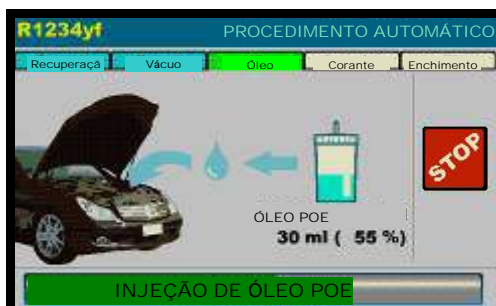 R1234yf PROCEDIMENTO AUTOMÁTICO
Recuperaçã Vácuo Óleo Corante Enchimento
STOP
ÓLEO POE
30 ml ( 55 %)
INJEÇÃO DE ÓLEO POE